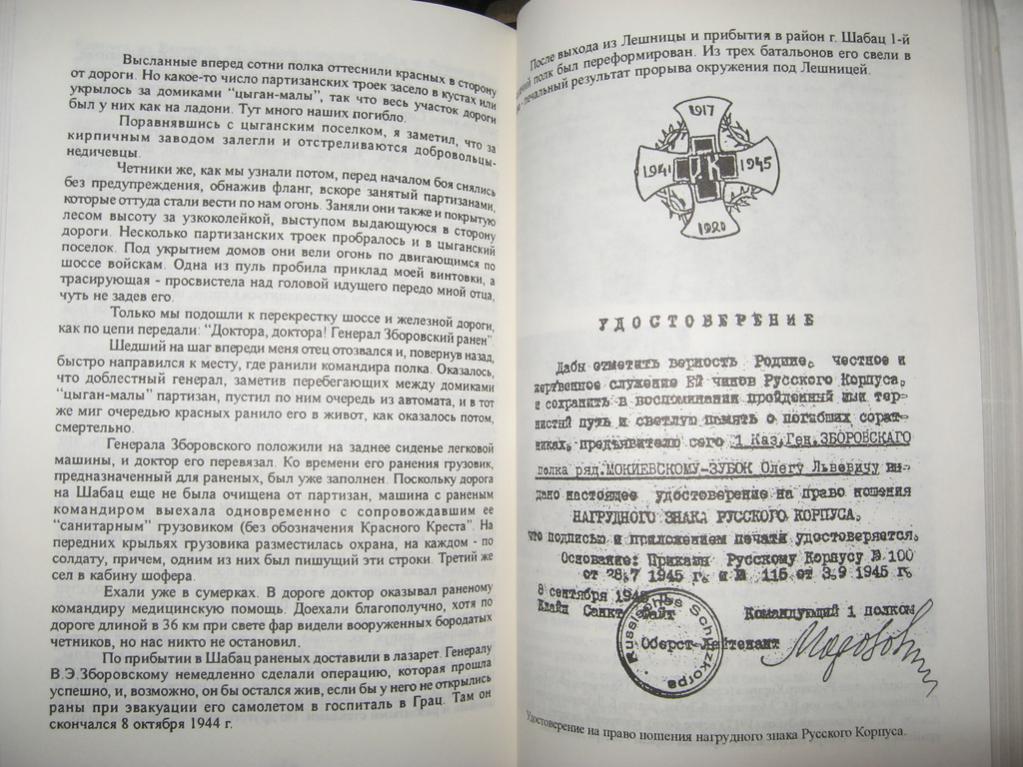 Высланные вперед сотни полка оттеснили красных в сторону
от дороги. Но какое-то число партизанских троек засело в кустах или
укрылось за домиками "цыган-малы", так что весь участок дороги
был у них как на ладони. Тут много наших погибло.
Поравнявшись с цыганским поселком, я заметил, что за
кирпичным заводом залегли и отстреливаются добровольцы-
недичевцы.
Четники же, как мы узнали потом, перед началом боя снялись
без предупреждения, обнажив фланг, вскоре занятый партизанами,
которые оттуда стали вести по нам огонь. Заняли они также и покрытую
лесом высоту за узкоколейкой, выступом выдающуюся в сторону
дороги. Несколько партизанских троек пробралось и в цыганский
поселок. Под укрытием домов они вели огонь по двигающимся по
шоссе войскам. Одна из пуль пробила приклад моей винтовки, а
трасирующая - просвистела над головой идущего передо мной отца,
чуть не задев его.
Только мы подошли к перекрестку шоссе и железной дороги,
как по цепи передали: "Доктора, доктора! Генерал Зборовский ранен".
Шедший на шаг впереди меня отец отозвался и, повернув назад,
быстро направился к месту, где ранили командира полка. Оказалось,
что доблестный генерал, заметив перебегающих между домиками
"цыган-малы" партизан, пустил по ним очередь из автомата, и в тот
же миг очередью красных ранило его в живот, как оказалось потом,
смертельно.
Генерала Зборовского положили на заднее сиденье легковой
машины, и доктор его перевязал. Ко времени его ранения грузовик,
предназначенный для раненых, был уже заполнен. Поскольку дорога
на Шабац еще не была очищена от партизан, машина с раненым
командиром выехала одновременно с сопровождавшим ее
"санитарным" грузовиком (без обозначения Красного Креста". На
передних крыльях грузовика разместилась охрана, на каждом - по
солдату, причем, одним из них был пишущий эти строки. Третий же
сел в кабину шофера.
Ехали уже в сумерках. В дороге доктор оказывал раненому
командиру медицинскую помощь. Доехали благополучно, хотя по
дороге длиной в 36 км при свете фар видели вооруженных бородатых
четников, но нас никто не остановил.
По прибытии в Шабац раненых доставили в лазарет. Генералу
В.Э.Зборовскому немедленно сделали операцию, которая прошла
успешно, и, возможно, он бы остался жив, если бы у него не открылись
раны при эвакуации его самолетом в госпиталь в Грац. Там он
скончался 8 октября 1944 г.
После выхода из Лешницы и прибытия в район г. Шабац 1-й
полк был переформирован. Из трех батальонов его свели в
- печальный результат прорыва окружения под Лешницей.
1917
1941 РК 1945
1920
УДОСТОВЕРЕНИЕ
Дабы отметить верность Родине, честное и
жертвенное служение Ей чинов Русского Корпуса,
и сохранить в воспоминании пройденный ими тер-
нистый путь и светлую память о погибших сорат-
никах, предъявителю сего 1 Каз.Ген.ЗБОРОВСКАГО
полка ряд.МОКИЕВСКОМУ-ЗУБОК Олегу Львовичу вы-
дано настоящее удостоверение на право ношения
НАГРУДНОГО ЗНАКА РУССКОГО КОРПУСА,
что подписью и приложением печати удостоверяется.
Основание: Приказы Русскому Корпусу № 100
от 28.7 1945 г. и № 115 от 3.9 1945 г.
8 сентября 194
Клайн Санкт Файт Командующий 1 полком
Оберст-Лейтенант
Russisches Schutzkorps
Удостоверение на право ношения нагрудного знака Русского Корпуса.